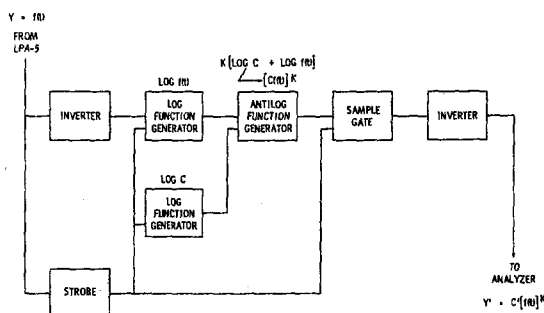 Y = f(t)
FROM
LPA-5
K [LOG C + LOG f(t)]
[Cf(t)]ᴷ
LOG f(t)
INVERTER
LOG
FUNCTION
GENERATOR
ANTILOG
FUNCTION
GENERATOR
SAMPLE
GATE
INVERTER
LOG C
LOG
FUNCTION
GENERATOR
STROBE
TO
ANALYZER
Y' = C'[f(t)]ᴷ